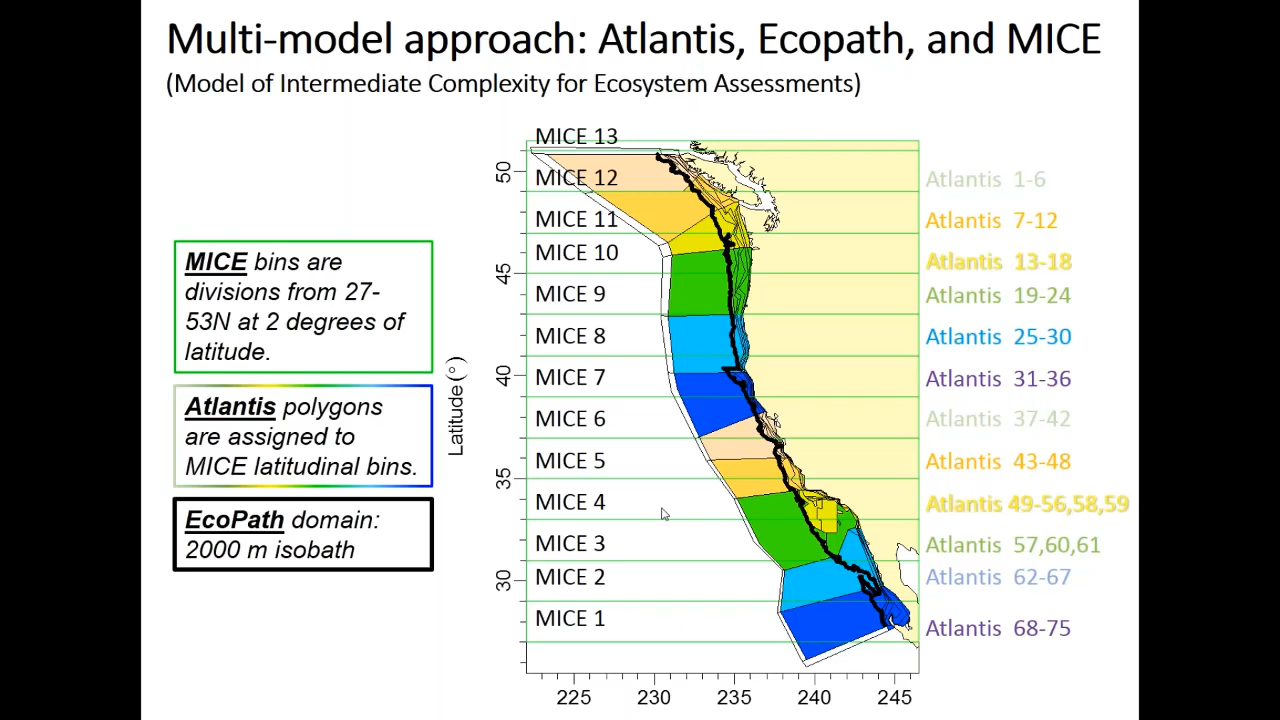 Multi-model approach: Atlantis, Ecopath, and MICE
(Model of Intermediate Complexity for Ecosystem Assessments)
MICE bins are
divisions from 27-
53N at 2 degrees of
latitude.
Atlantis polygons
are assigned to
MICE latitudinal bins.
EcoPath domain:
2000 m isobath
Latitude(°)
50
45
40
35
30
MICE 13
MICE 12
MICE 11
MICE 10
MICE 9
MICE 8
MICE 7
MICE 6
MICE 5
MICE 4
MICE 3
MICE 2
MICE 1
225
230
235
240
245
Atlantis 1-6
Atlantis 7-12
Atlantis 13-18
Atlantis 19-24
Atlantis 25-30
Atlantis 31-36
Atlantis 37-42
Atlantis 43-48
Atlantis 49-56,58,59
Atlantis 57,60,61
Atlantis 62-67
Atlantis 68-75